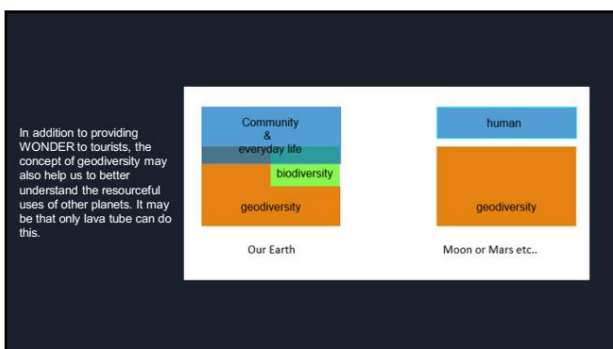 In addition to providing
WONDER to tourists, the
concept of geodiversity may
also help us to better
understand the resourceful
uses of other planets. It may
be that only lava tube can do
this.
Community
&
everyday life
biodiversity
geodiversity
Our Earth
human
geodiversity
Moon or Mars etc..